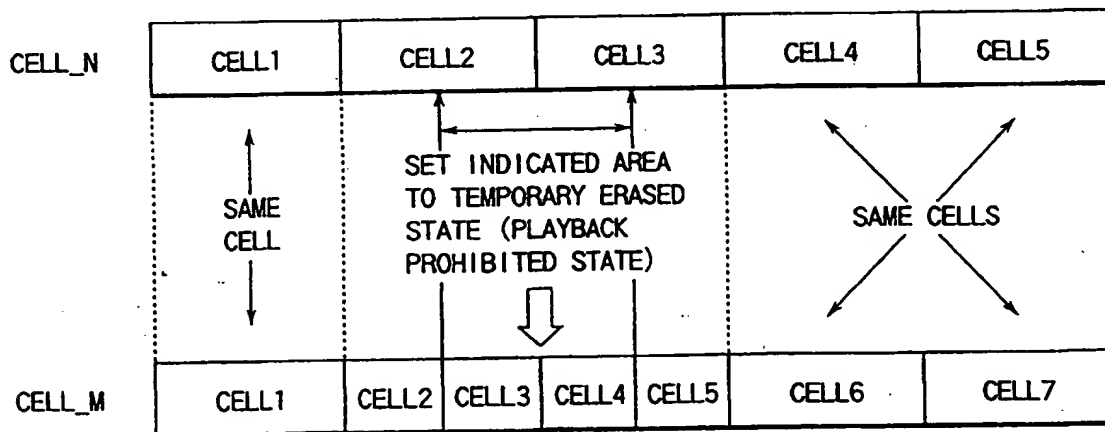 CELL_N CELL1 CELL2 CELL3 CELL4 CELL5
SET INDICATED AREA
TO TEMPORARY ERASED
STATE (PLAYBACK
PROHIBITED STATE)
SAME
CELL
SAME CELLS
CELL_M CELL1 CELL2 CELL3 CELL4 CELL5 CELL6 CELL7